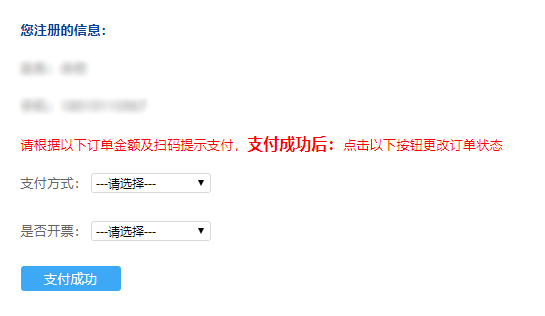 您注册的信息：
请根据以下订单金额及扫码提示支付，支付成功后：点击以下按钮更改订单状态
支付方式： ---请选择---
是否开票： ---请选择---
支付成功